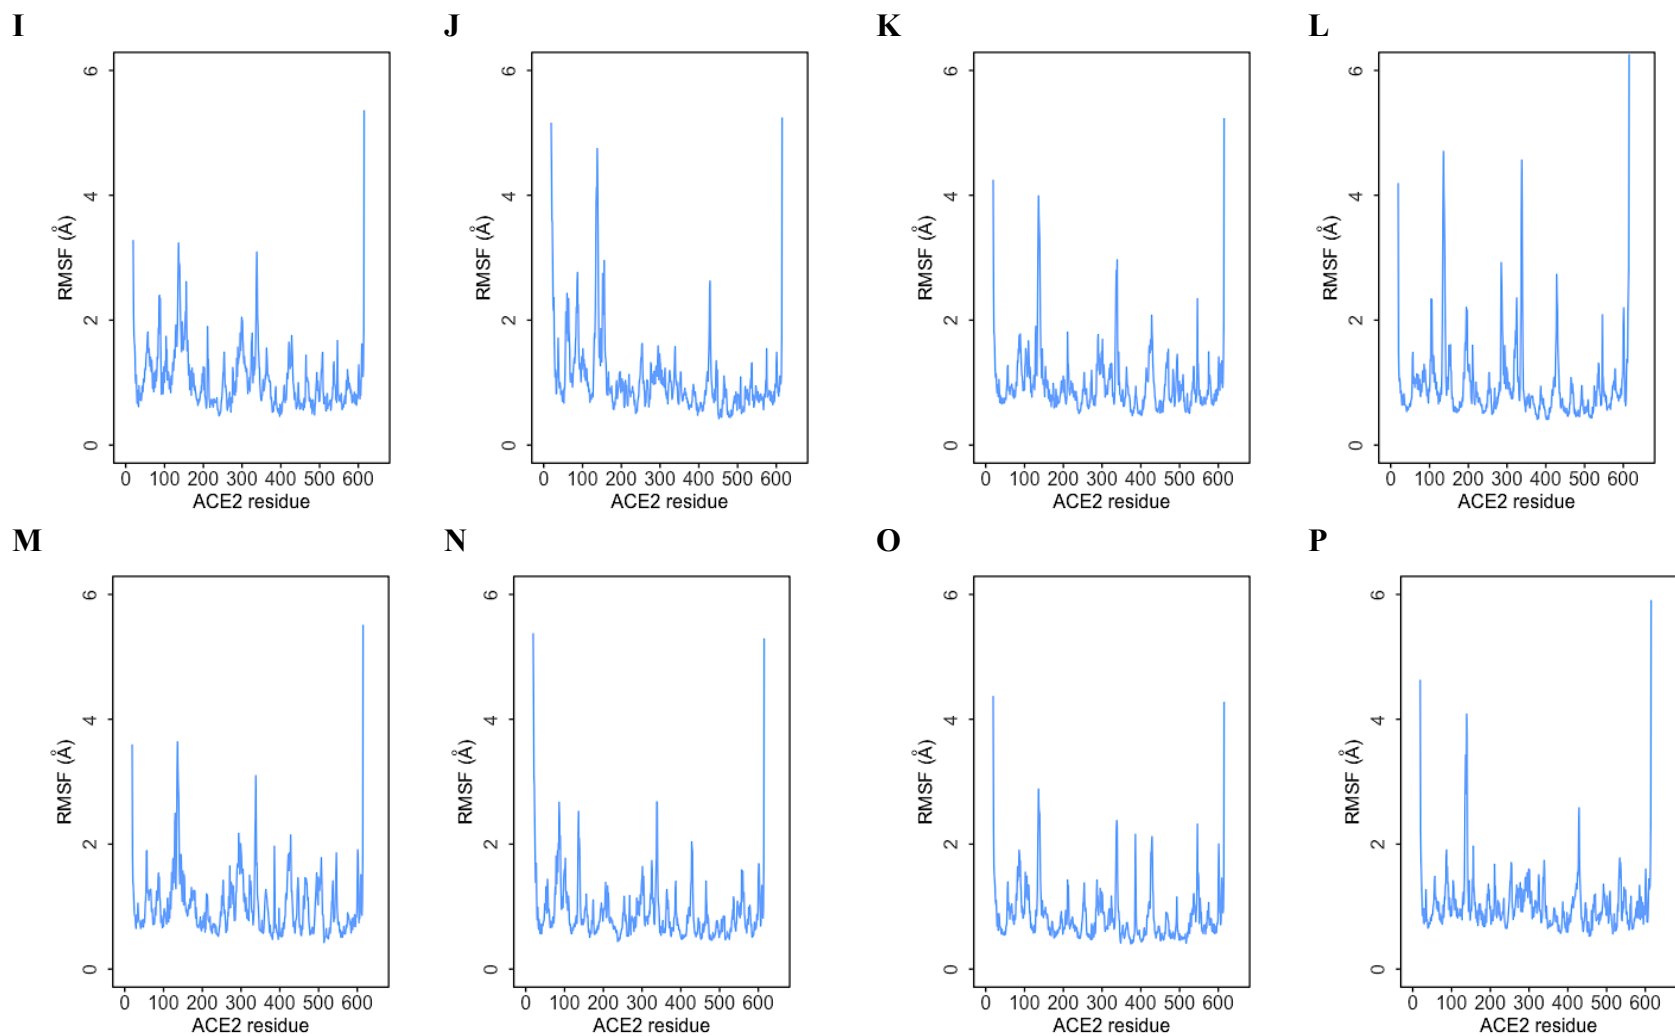 I J K L
6 6 6 6
4 4 4 4
RMSF (Å) RMSF (Å) RMSF (Å) RMSF (Å)
2 2 2 2
0 0 0 0
0 100 200 300 400 500 600 0 100 200 300 400 500 600 0 100 200 300 400 500 600 0 100 200 300 400 500 600
ACE2 residue ACE2 residue ACE2 residue ACE2 residue
M N O P
6 6 6 6
4 4 4 4
RMSF (Å) RMSF (Å) RMSF (Å) RMSF (Å)
2 2 2 2
0 0 0 0
0 100 200 300 400 500 600 0 100 200 300 400 500 600 0 100 200 300 400 500 600 0 100 200 300 400 500 600
ACE2 residue ACE2 residue ACE2 residue ACE2 residue